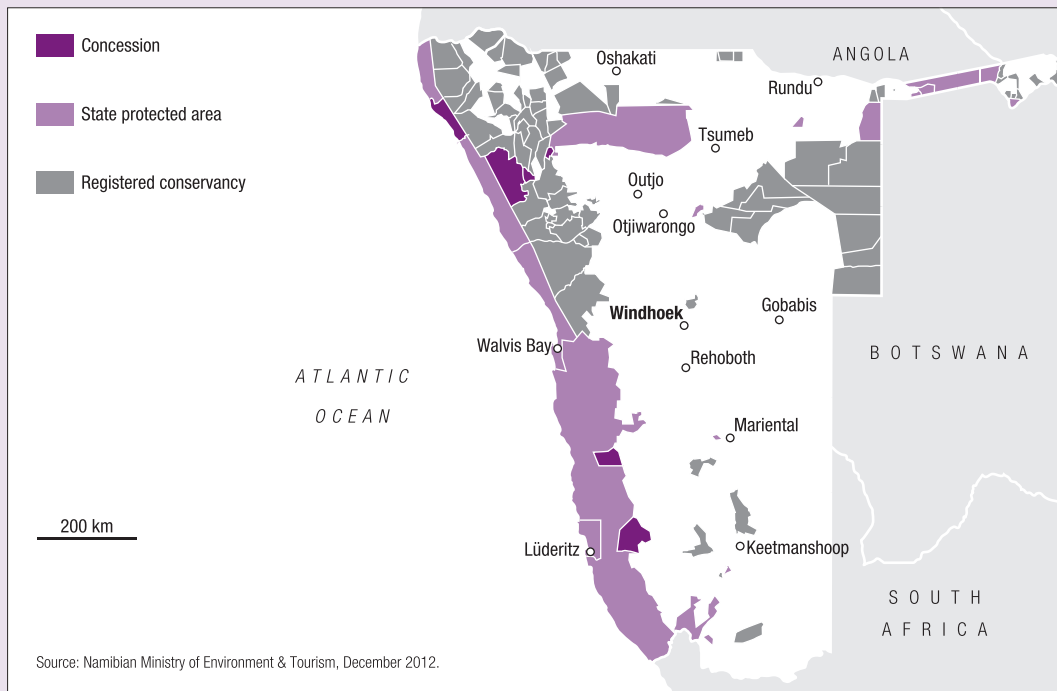 Concession
State protected area
Registered conservancy
Oshakati
ANGOLA
Rundu
Tsumeb
Outjo
Otjiwarongo
Windhoek
Gobabis
Walvis Bay
Rehoboth
BOTSWANA
ATLANTIC
OCEAN
Mariental
200 km
Lüderitz
Keetmanshoop
SOUTH
AFRICA
Source: Namibian Ministry of Environment & Tourism, December 2012.